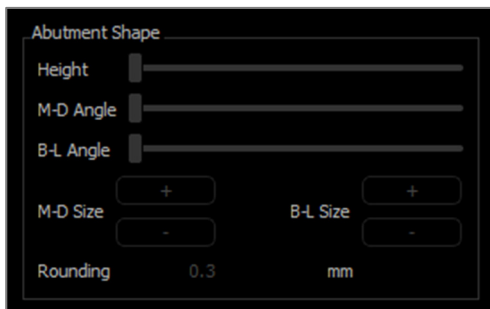 Abutment Shape
Height
M-D Angle
B-L Angle
+ +
M-D Size B-L Size
- -
Rounding 0.3 mm